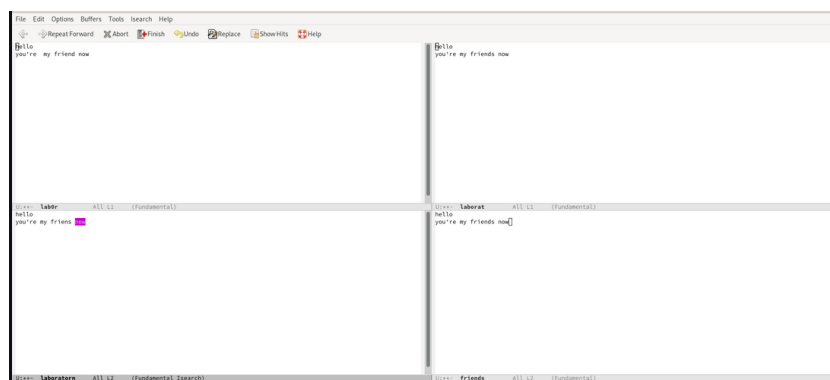 File Edit Options Buffers Tools Isearch Help
Repeat Forward Abort Finish Undo Replace Show Hits Help
hello
you're  my friend now
U:**-  lab0r  All L1  (Fundamental)
hello
you're my friends now
U:**-  laborat  All L1  (Fundamental)
hello
you're my friens now
U:**-  laboratorn  All L2  (Fundamental Isearch)
hello
you're my friends now
U:**-  friends  All L2  (Fundamental)